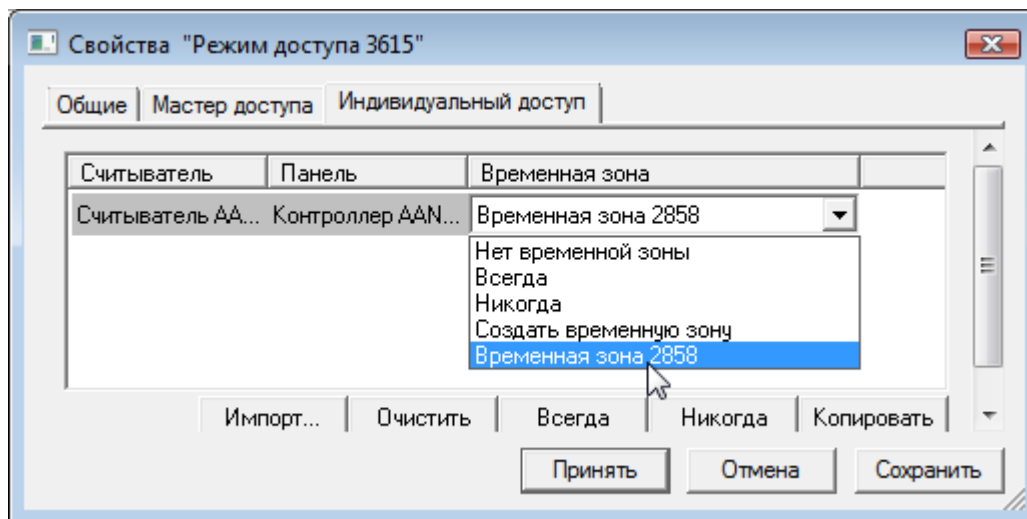 Свойства "Режим доступа 3615"
Общие Мастер доступа Индивидуальный доступ
Считыватель Панель Временная зона
Считыватель AA... Контроллер AAN... Временная зона 2858
Нет временной зоны
Всегда
Никогда
Создать временную зону
Временная зона 2858
Импорт... Очистить Всегда Никогда Копировать
Принять Отмена Сохранить